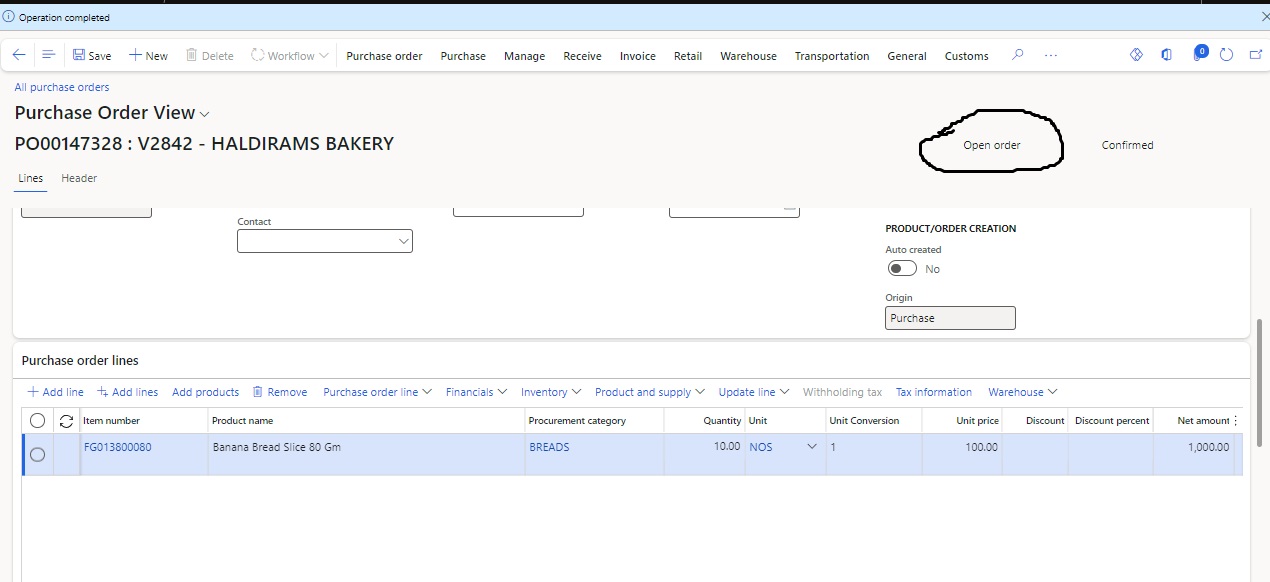 Operation completed
Save New Delete Workflow Purchase order Purchase Manage Receive Invoice Retail Warehouse Transportation General Customs ... 0
All purchase orders
Purchase Order View
PO00147328 : V2842 - HALDIRAMS BAKERY
Open order Confirmed
Lines Header
Contact
PRODUCT/ORDER CREATION
Auto created
No
Origin
Purchase
Purchase order lines
Add line Add lines Add products Remove Purchase order line Financials Inventory Product and supply Update line Withholding tax Tax information Warehouse
Item number Product name Procurement category Quantity Unit Unit Conversion Unit price Discount Discount percent Net amount
FG013800080 Banana Bread Slice 80 Gm BREADS 10.00 NOS 1 100.00 1,000.00